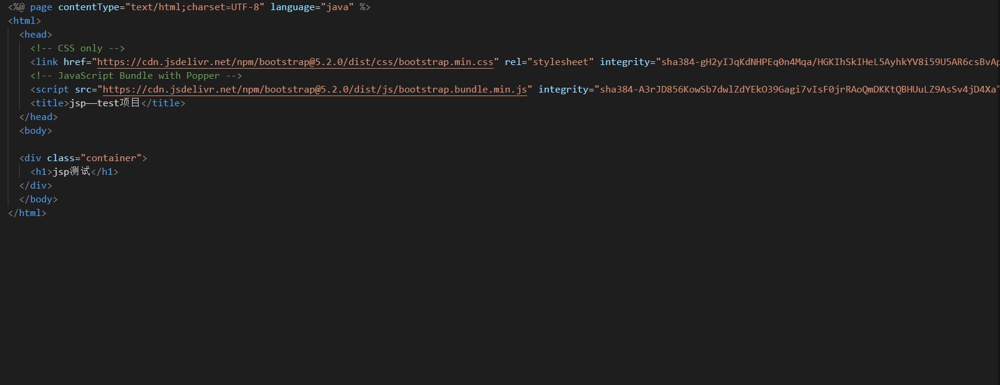 <%@ page contentType="text/html;charset=UTF-8" language="java" %>
<html>
<head>
<!-- CSS only -->
<link href="https://cdn.jsdelivr.net/npm/bootstrap@5.2.0/dist/css/bootstrap.min.css" rel="stylesheet" integrity="sha384-gH2yIJqKdNHPEq0n4Mqa/HGKIhSkIHeL5AyhkYV8i59U5AR6csBvAp
<!-- JavaScript Bundle with Popper -->
<script src="https://cdn.jsdelivr.net/npm/bootstrap@5.2.0/dist/js/bootstrap.bundle.min.js" integrity="sha384-A3rJD856KowSb7dwlZdYEkO39Gagi7vIsF0jrRAoQmDKKtQBHUuLZ9AsSv4jD4Xa"
<title>jsp——test项目</title>
</head>
<body>
<div class="container">
<h1>jsp测试</h1>
</div>
</body>
</html>